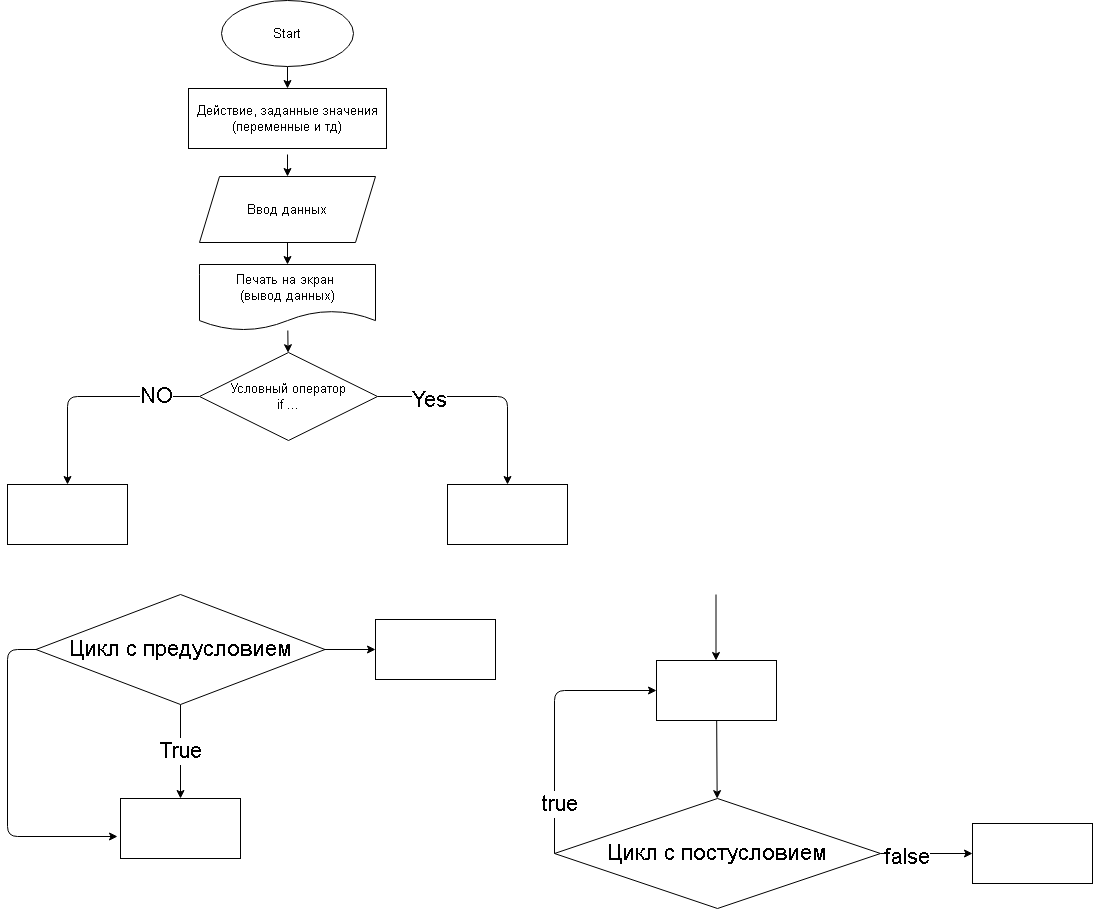 Start
Действие, заданные значения
(переменные и тд)
Ввод данных
Печать на экран
(вывод данных)
Условный оператор
if ...
NO
Yes
Цикл с предусловием
True
true
Цикл с постусловием
false